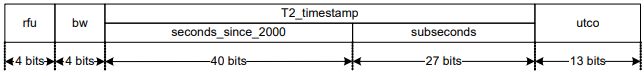 rfu bw T2_timestamp utco
seconds_since_2000 subseconds
4 bits 4 bits 40 bits 27 bits 13 bits